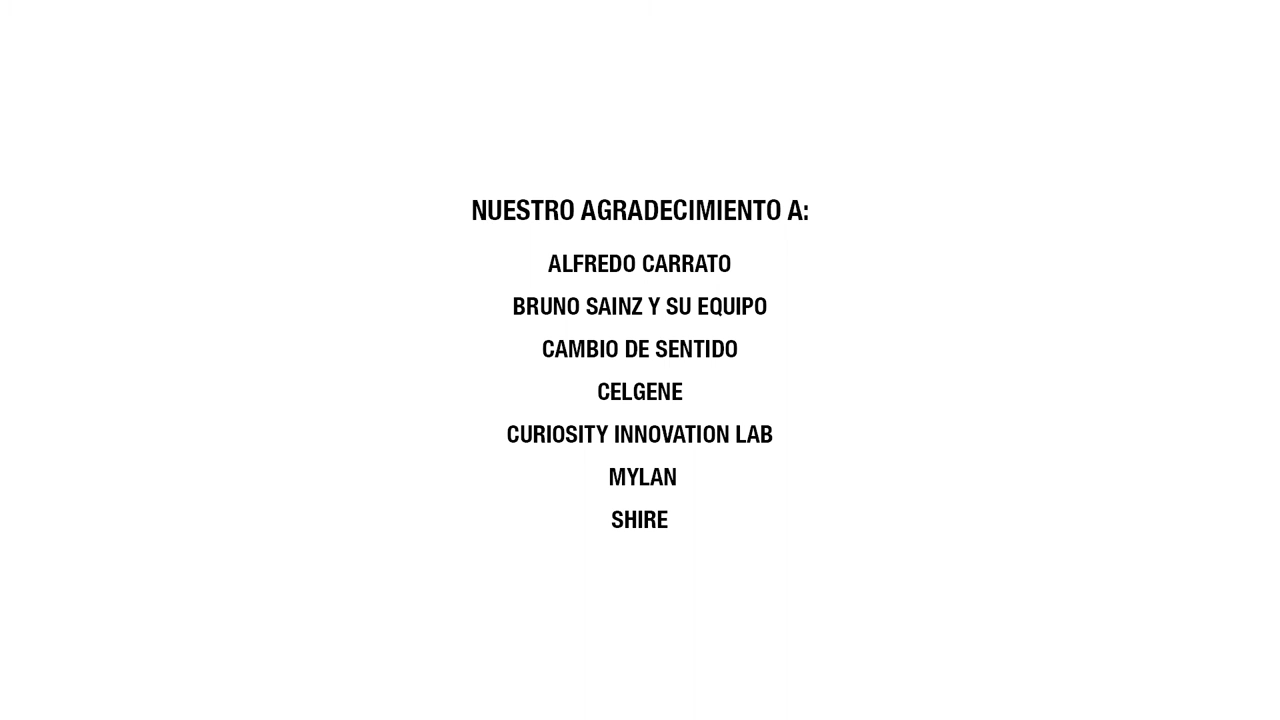 NUESTRO AGRADECIMIENTO A:
ALFREDO CARRATO
BRUNO SAINZ Y SU EQUIPO
CAMBIO DE SENTIDO
CELGENE
CURIOSITY INNOVATION LAB
MYLAN
SHIRE